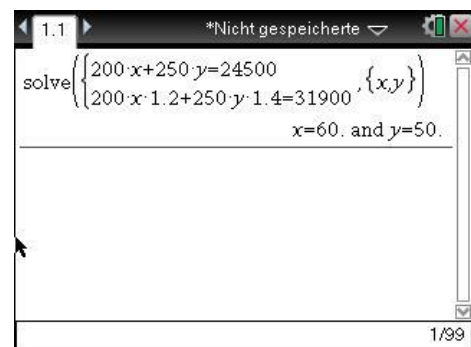 1.1 *Nicht gespeicherte
solve({200·x+250·y=24500
200·x·1.2+250·y·1.4=31900 ,{x,y})
x=60. and y=50.
1/99